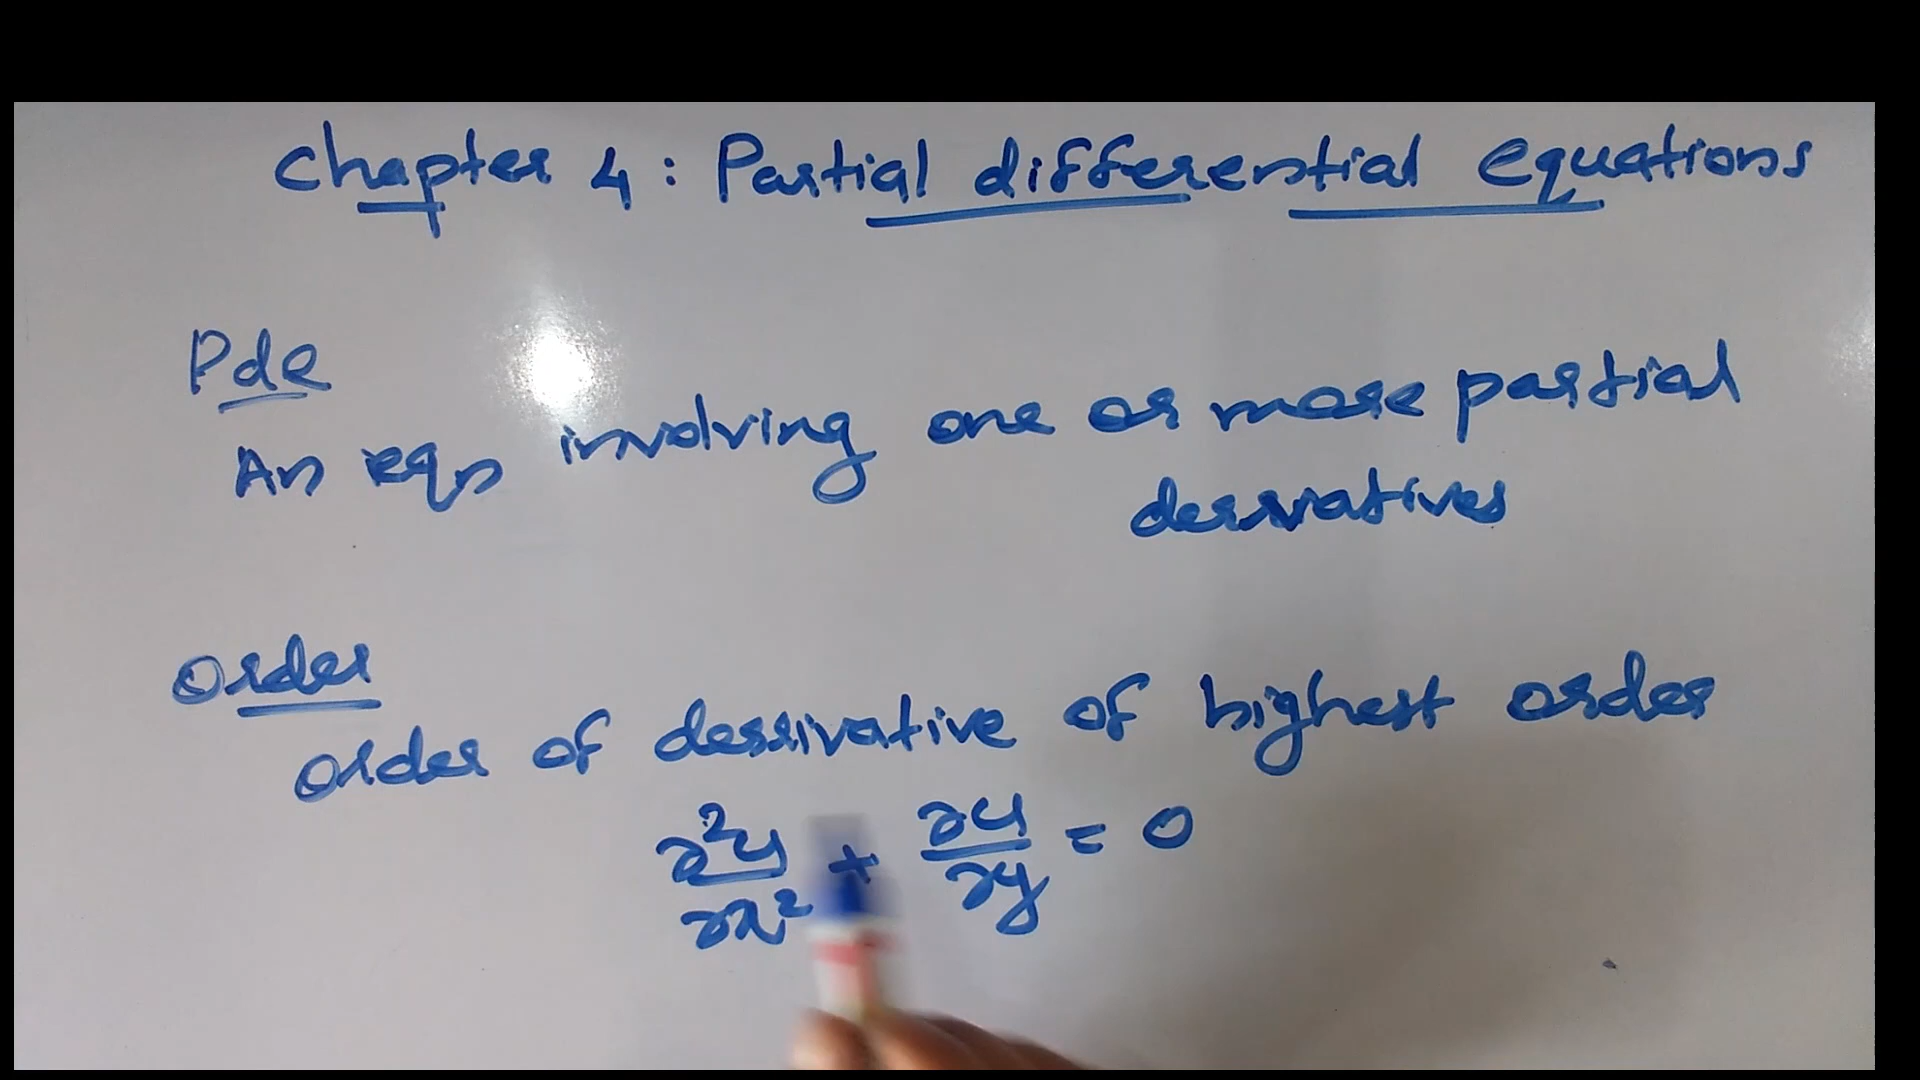 Chapter 4: Partial differential equations
Pde
An eqn involving one or more partial
derivatives
Order
order of derrivative of highest order
∂²u/∂x² + ∂u/∂y = 0